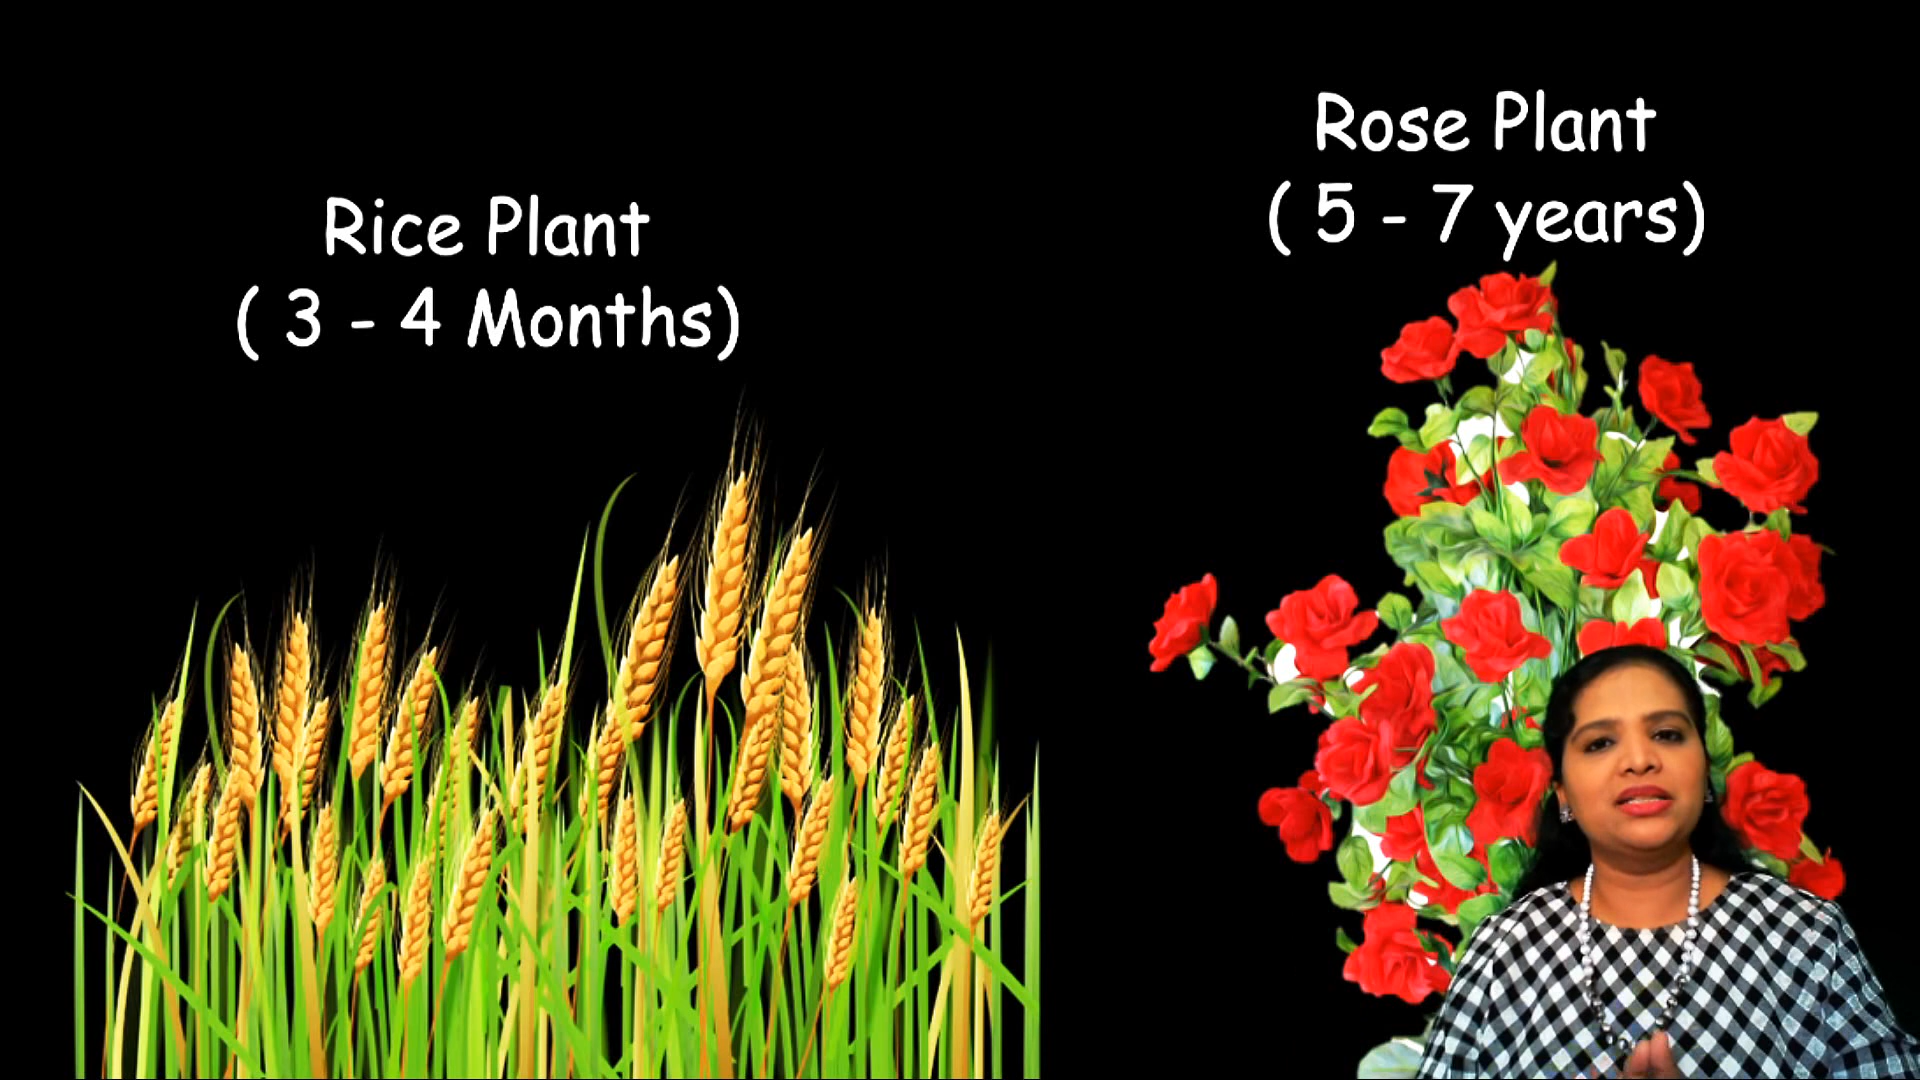 Rice Plant
( 3 - 4 Months)
Rose Plant
( 5 - 7 years)